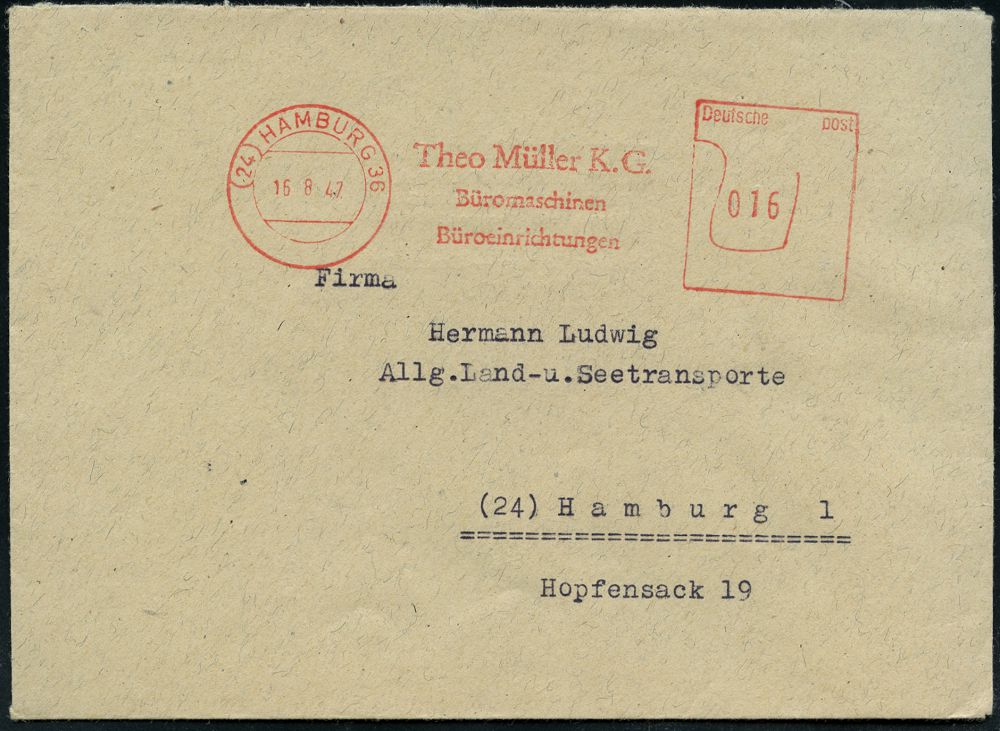 (24) HAMBURG 36
16 8 47
Theo Müller K.G.
Büromaschinen
Büroeinrichtungen
Deutsche post
016
Firma
Hermann Ludwig
Allg.Land-u.Seetransporte
(24) Hamburg 1
========================
Hopfensack 19